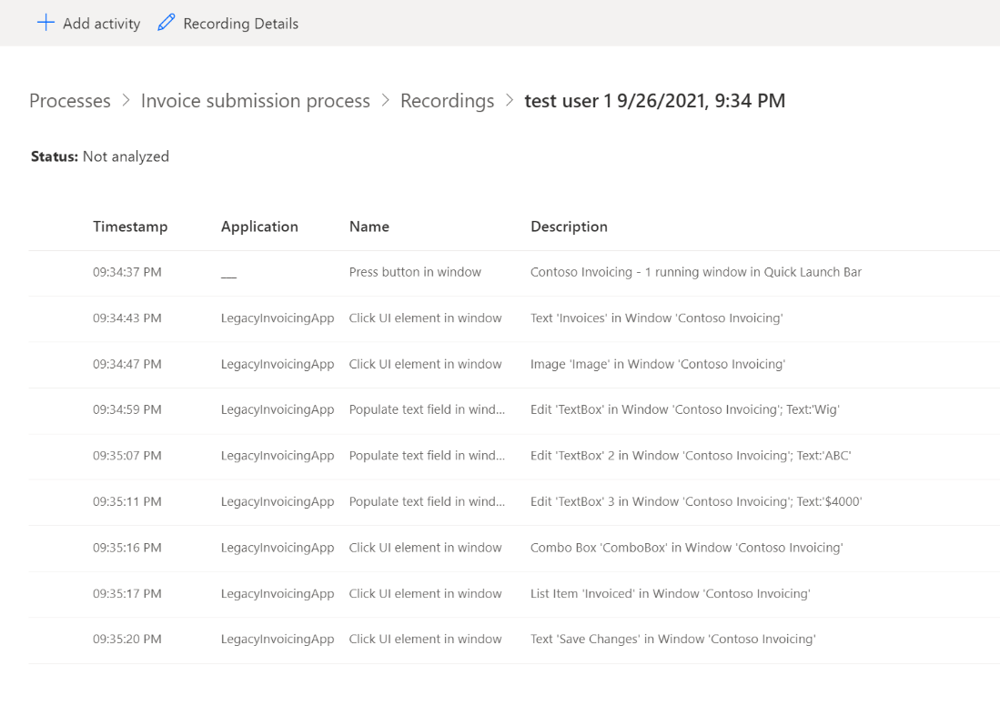 Add activity Recording Details
Processes > Invoice submission process > Recordings > test user 1 9/26/2021, 9:34 PM
Status: Not analyzed
Timestamp Application Name Description
09:34:37 PM __ Press button in window Contoso Invoicing - 1 running window in Quick Launch Bar
09:34:43 PM LegacyInvoicingApp Click UI element in window Text 'Invoices' in Window 'Contoso Invoicing'
09:34:47 PM LegacyInvoicingApp Click UI element in window Image 'Image' in Window 'Contoso Invoicing'
09:34:59 PM LegacyInvoicingApp Populate text field in wind... Edit 'TextBox' in Window 'Contoso Invoicing'; Text:'Wig'
09:35:07 PM LegacyInvoicingApp Populate text field in wind... Edit 'TextBox' 2 in Window 'Contoso Invoicing'; Text:'ABC'
09:35:11 PM LegacyInvoicingApp Populate text field in wind... Edit 'TextBox' 3 in Window 'Contoso Invoicing'; Text:'$4000'
09:35:16 PM LegacyInvoicingApp Click UI element in window Combo Box 'ComboBox' in Window 'Contoso Invoicing'
09:35:17 PM LegacyInvoicingApp Click UI element in window List Item 'Invoiced' in Window 'Contoso Invoicing'
09:35:20 PM LegacyInvoicingApp Click UI element in window Text 'Save Changes' in Window 'Contoso Invoicing'